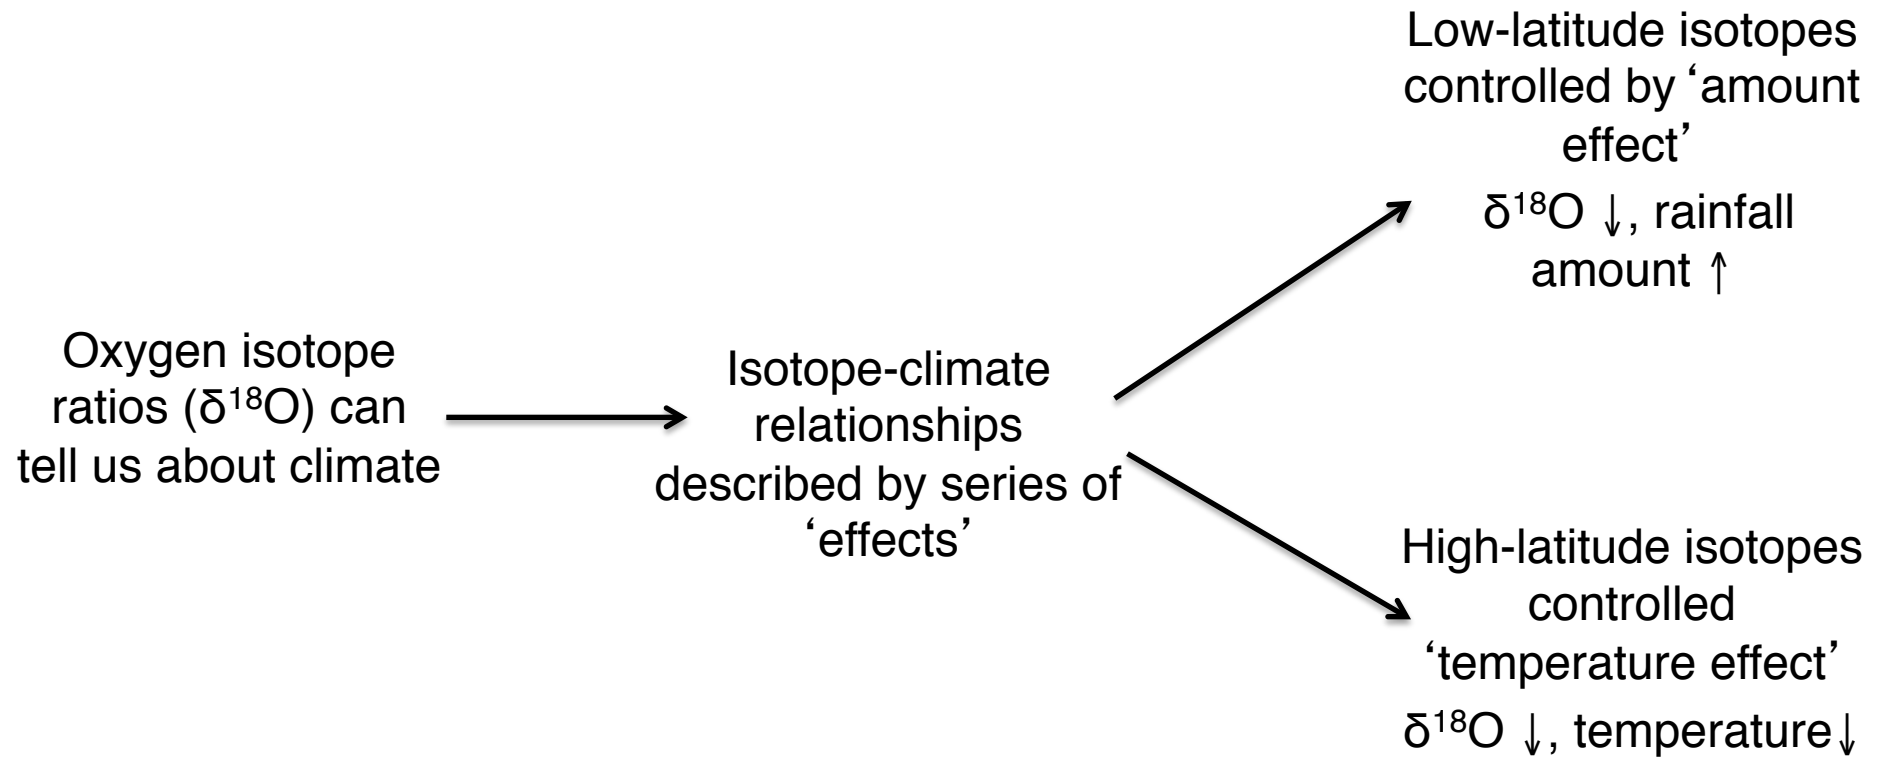 Oxygen isotope
ratios (δ¹⁸O) can
tell us about climate
Isotope-climate
relationships
described by series of
‘effects’
Low-latitude isotopes
controlled by ‘amount
effect’
δ¹⁸O ↓, rainfall
amount ↑
High-latitude isotopes
controlled
‘temperature effect’
δ¹⁸O ↓, temperature↓